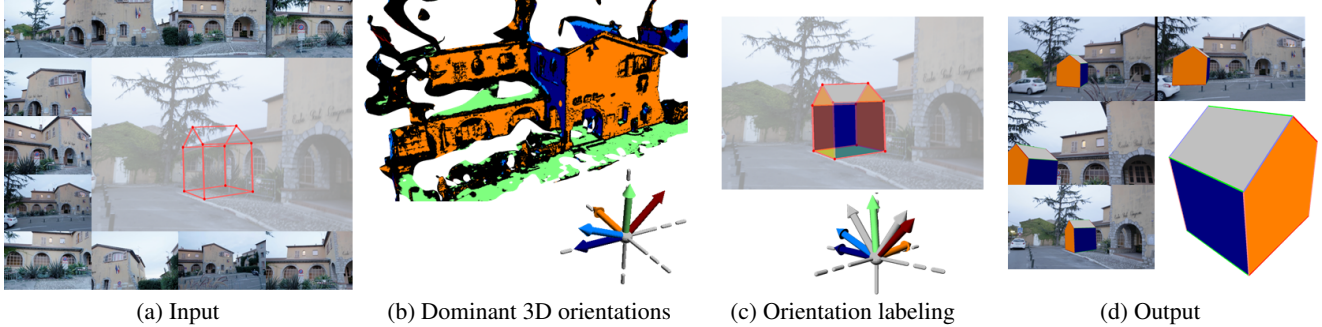 (a) Input
(b) Dominant 3D orientations
(c) Orientation labeling
(d) Output